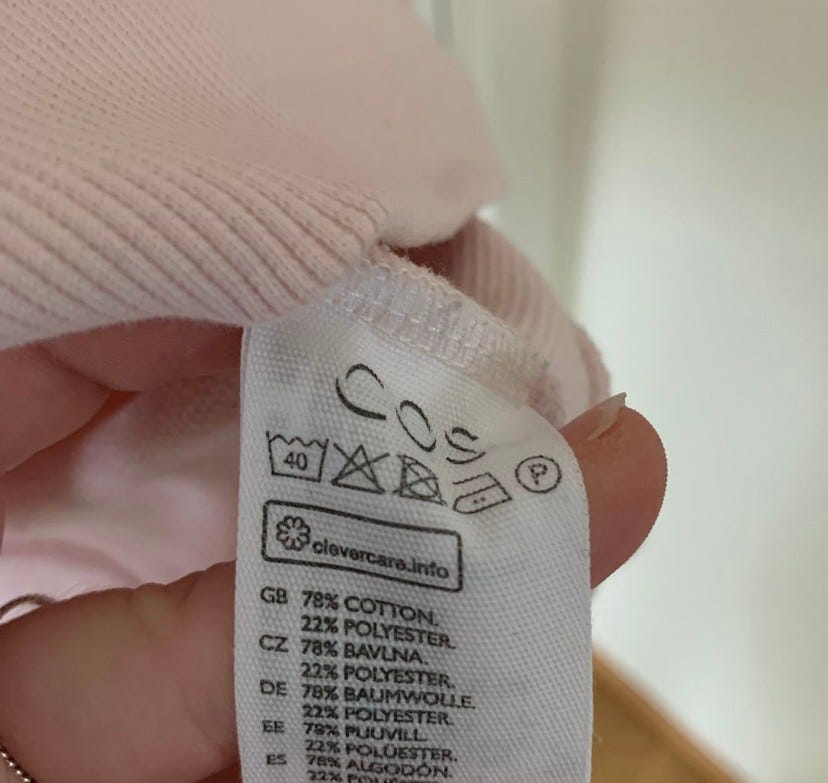 COS
40
P
clevercare.info
GB 78% COTTON.
22% POLYESTER.
CZ 78% BAVLNA.
22% POLYESTER.
DE 78% BAUMWOLLE.
22% POLYESTER.
EE 78% PUUVILL.
22% POLÜESTER.
ES 78% ALGODÓN.
22%